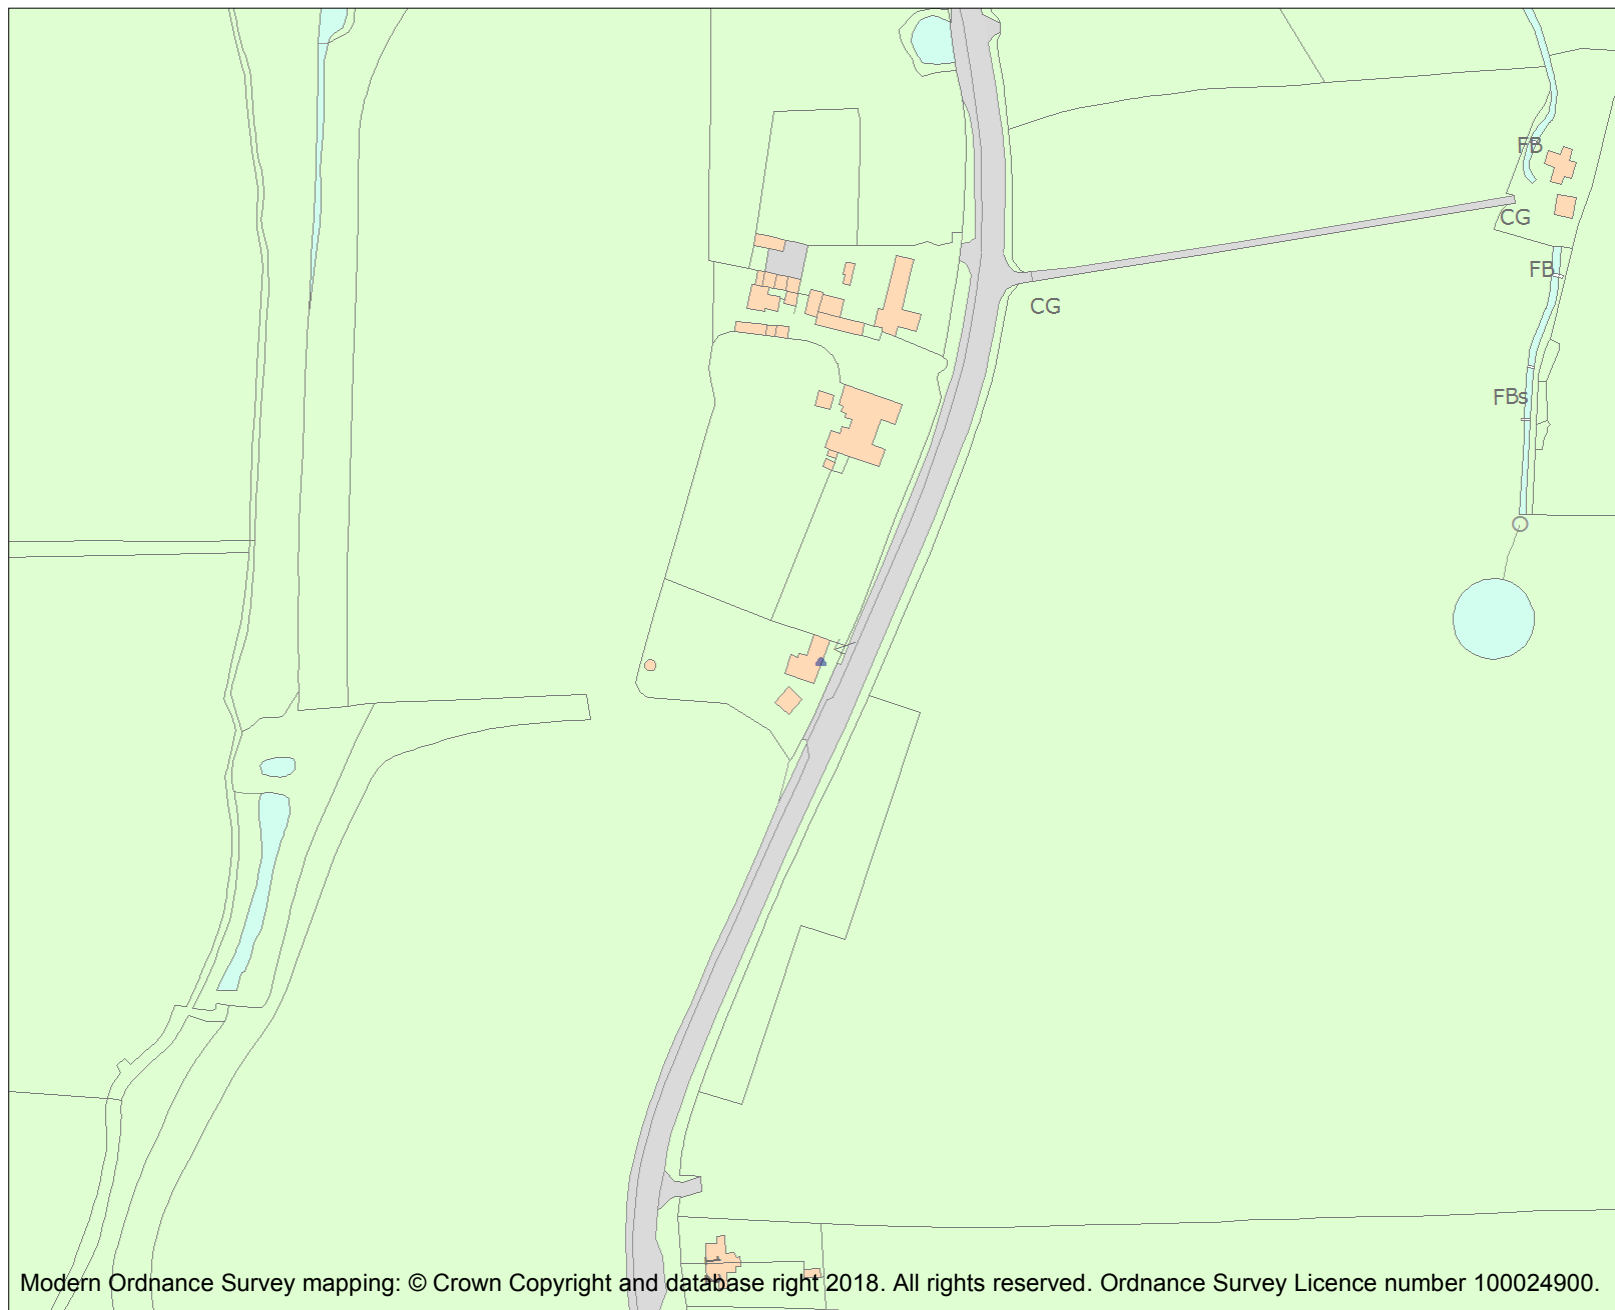 FB
CG
FB
CG
FBs
Modern Ordnance Survey mapping: © Crown Copyright and database right 2018. All rights reserved. Ordnance Survey Licence number 100024900.